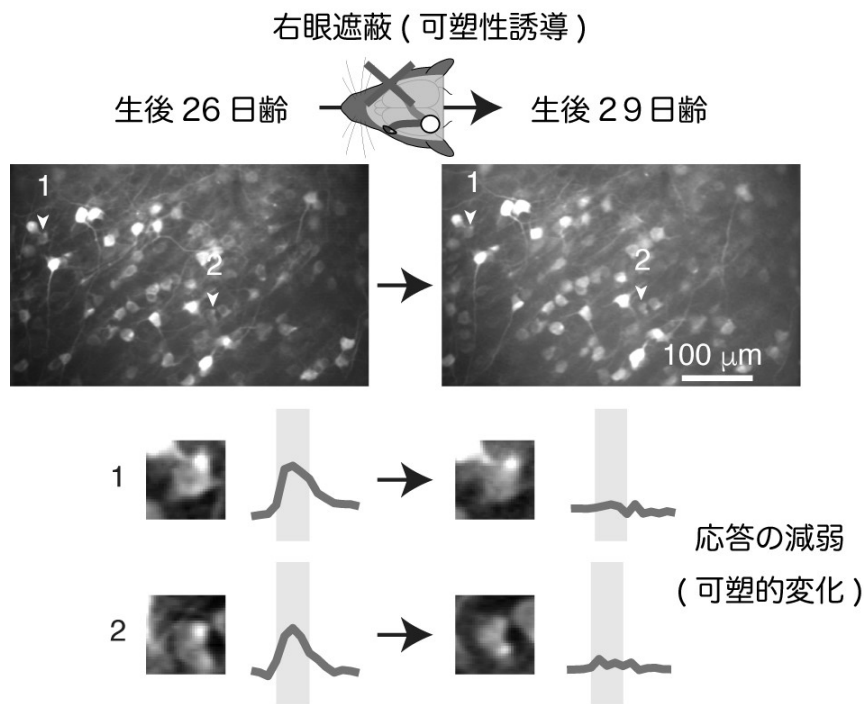 右眼遮蔽 ( 可塑性誘導 )
生後 26 日齢
生後 29 日齢
1
2
1
2
100 μm
1
2
応答の減弱
( 可塑的変化 )